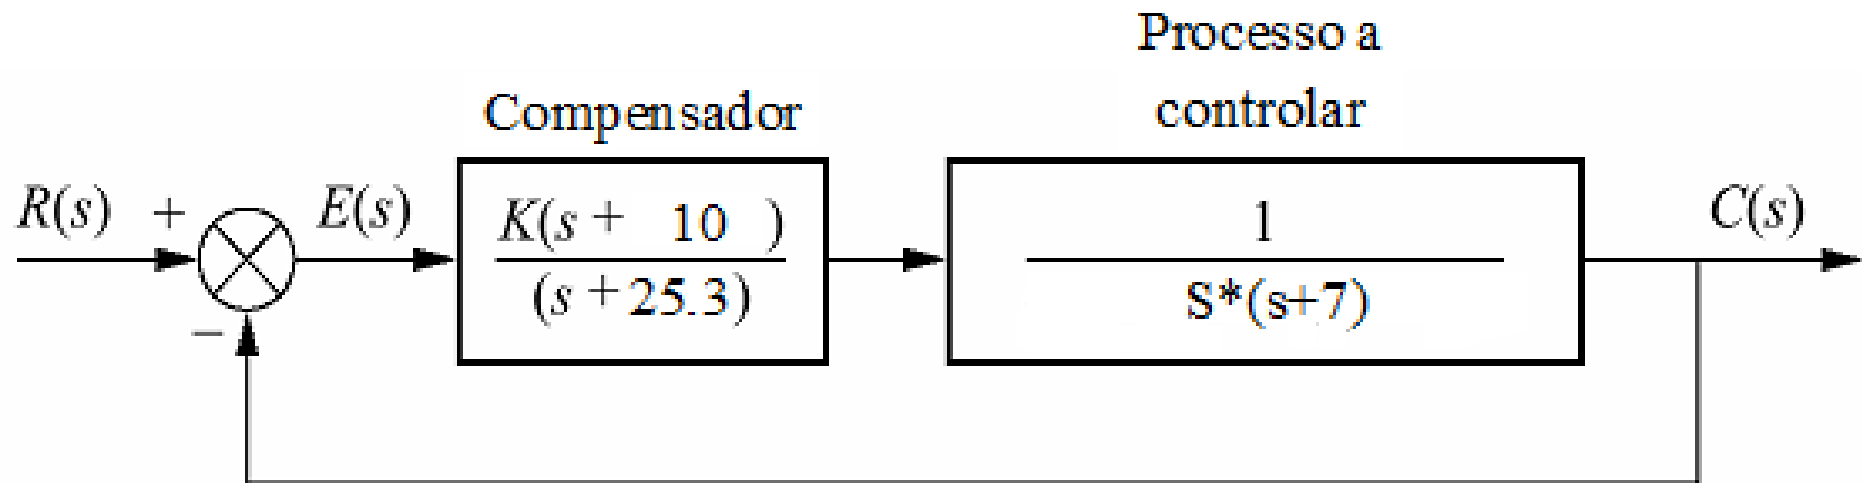 Processo a
controlar
Compensador
R(s) +
E(s)
K(s + 10 )
(s + 25.3)
1
S*(s+7)
C(s)
−